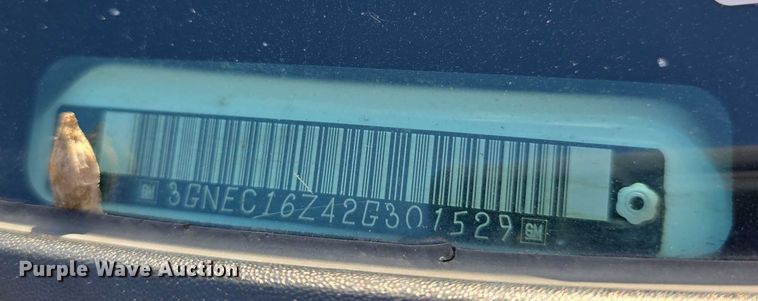 GM 3GNEC16Z42G301529 GM
Purple Wave Auction